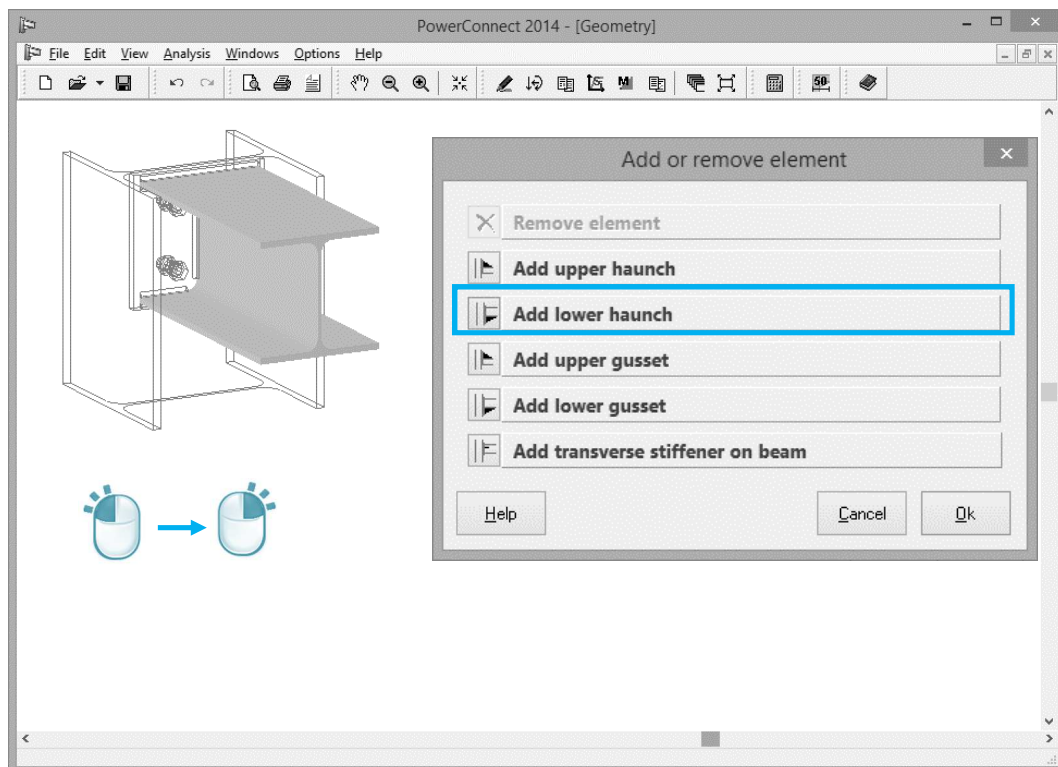 PowerConnect 2014 - [Geometry]
File Edit View Analysis Windows Options Help
50
Add or remove element
Remove element
Add upper haunch
Add lower haunch
Add upper gusset
Add lower gusset
Add transverse stiffener on beam
Help Cancel Ok